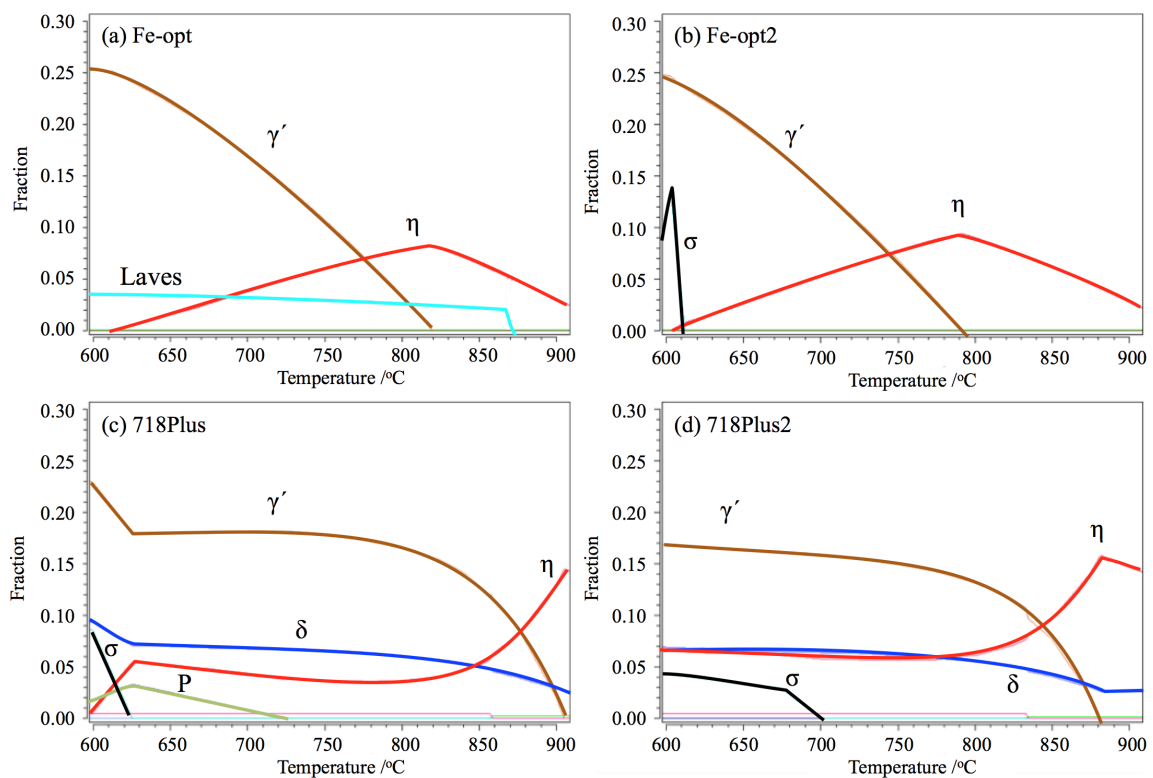 (a) Fe-opt
0.30
0.25
0.20
0.15
0.10
0.05
0.00
Fraction
γ´
η
Laves
600 650 700 750 800 850 900
Temperature /°C
(b) Fe-opt2
0.30
0.25
0.20
0.15
0.10
0.05
0.00
Fraction
γ´
η
σ
600 650 700 750 800 850 900
Temperature /°C
(c) 718Plus
0.30
0.25
0.20
0.15
0.10
0.05
0.00
Fraction
γ´
η
δ
σ
P
600 650 700 750 800 850 900
Temperature /°C
(d) 718Plus2
0.30
0.25
0.20
0.15
0.10
0.05
0.00
Fraction
γ´
η
σ
δ
600 650 700 750 800 850 900
Temperature /°C